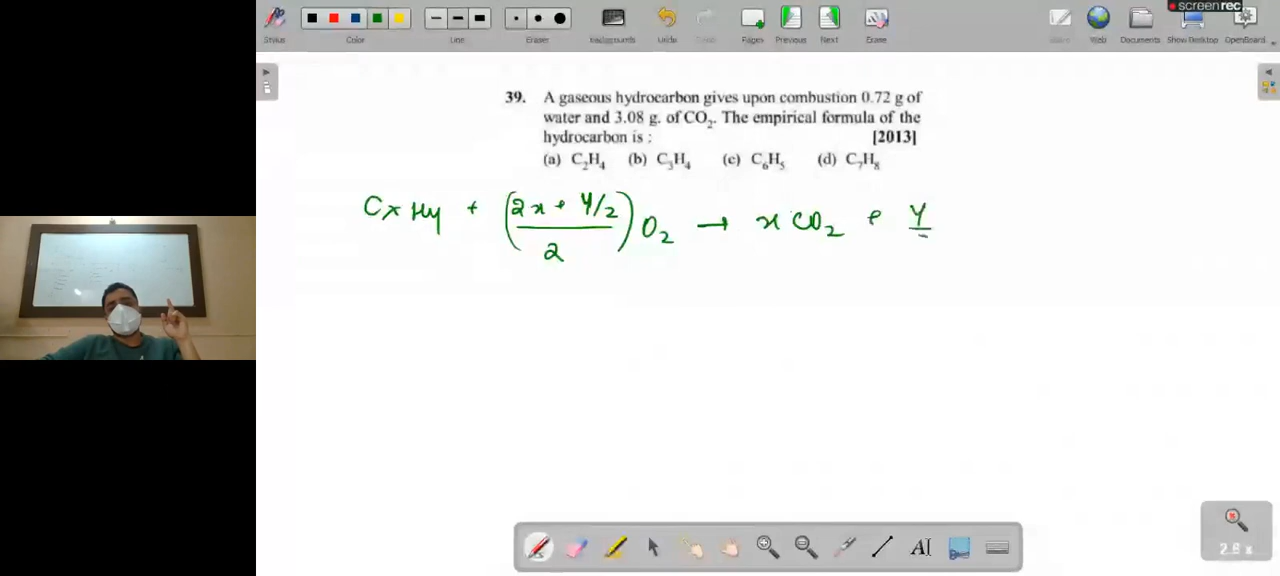 screenrec
Stylus Color Line Eraser Backgrounds Undo Pages Previous Next Erase Web Documents Show Desktop OpenBoard
39. A gaseous hydrocarbon gives upon combustion 0.72 g of
water and 3.08 g. of CO₂. The empirical formula of the
hydrocarbon is : [2013]
(a) C₂H₄ (b) C₃H₄ (c) C₆H₅ (d) C₇H₈
CxHy + ((2x + y/2)/2) O₂ → x CO₂ + y
2.8 x